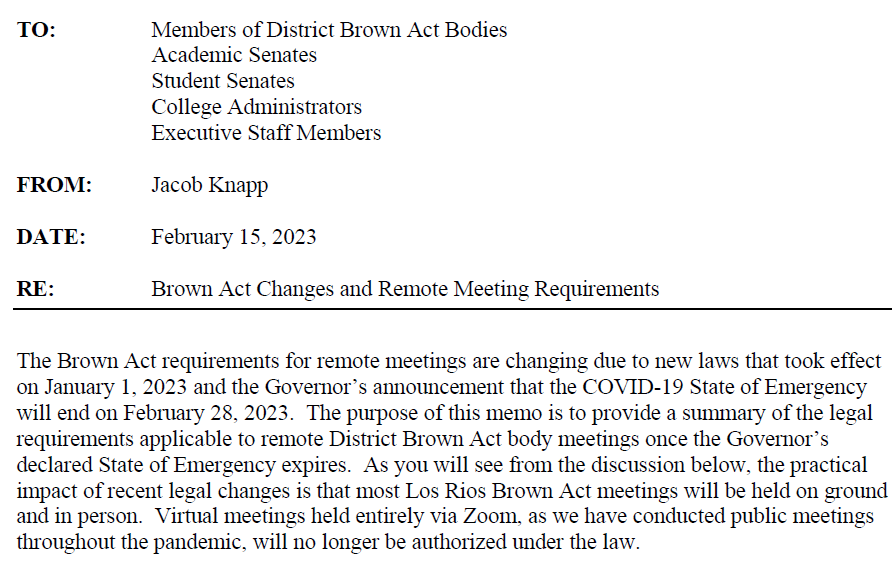 TO: Members of District Brown Act Bodies
Academic Senates
Student Senates
College Administrators
Executive Staff Members
FROM: Jacob Knapp
DATE: February 15, 2023
RE: Brown Act Changes and Remote Meeting Requirements
The Brown Act requirements for remote meetings are changing due to new laws that took effect
on January 1, 2023 and the Governor’s announcement that the COVID-19 State of Emergency
will end on February 28, 2023.  The purpose of this memo is to provide a summary of the legal
requirements applicable to remote District Brown Act body meetings once the Governor’s
declared State of Emergency expires.  As you will see from the discussion below, the practical
impact of recent legal changes is that most Los Rios Brown Act meetings will be held on ground
and in person.  Virtual meetings held entirely via Zoom, as we have conducted public meetings
throughout the pandemic, will no longer be authorized under the law.